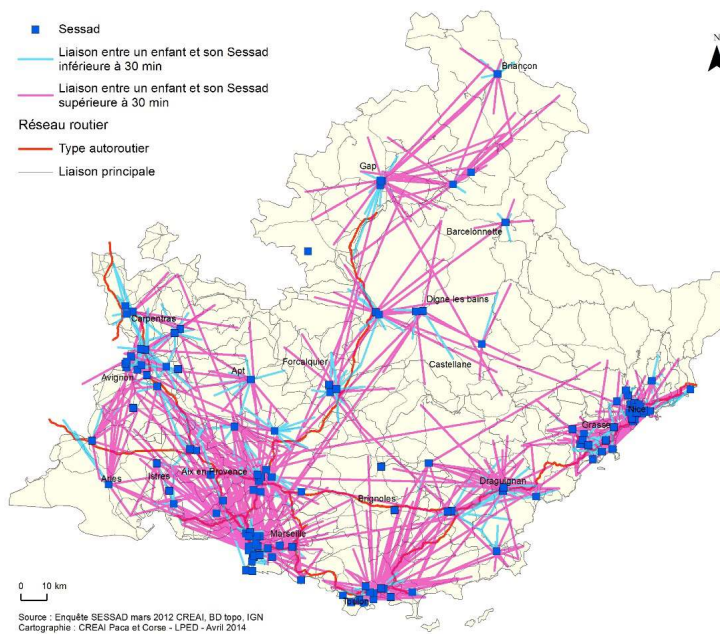 Sessad
Liaison entre un enfant et son Sessad
inférieure à 30 min
Liaison entre un enfant et son Sessad
supérieure à 30 min
Réseau routier
Type autoroutier
Liaison principale
N
Briançon
Gap
Barcelonnette
Digne les bains
Carpentras
Forcalquier
Castellane
Apt
Avignon
Nice
Grasse
Aix en Provence
Istres
Arles
Draguignan
Brignoles
Marseille
0 10 km
Source : Enquête SESSAD mars 2012 CREAI, BD topo, IGN
Cartographie : CREAI Paca et Corse - LPED - Avril 2014